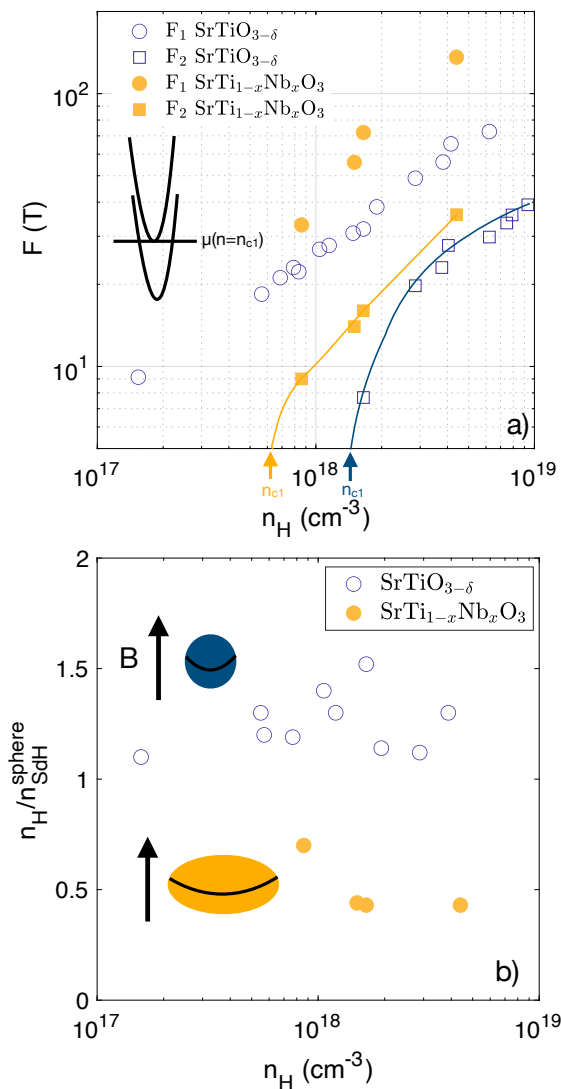 F₁ SrTiO₃₋δ
F₂ SrTiO₃₋δ
F₁ SrTi₁₋ₓNbₓO₃
F₂ SrTi₁₋ₓNbₓO₃
10²
10¹
F (T)
μ(n=n_c1)
a)
10¹⁷
10¹⁸
10¹⁹
n_c1
n_c1
n_H (cm⁻³)
2
1.5
1
0.5
0
n_H/n_SdH^sphere
SrTiO₃₋δ
SrTi₁₋ₓNbₓO₃
B
b)
10¹⁷
10¹⁸
10¹⁹
n_H (cm⁻³)